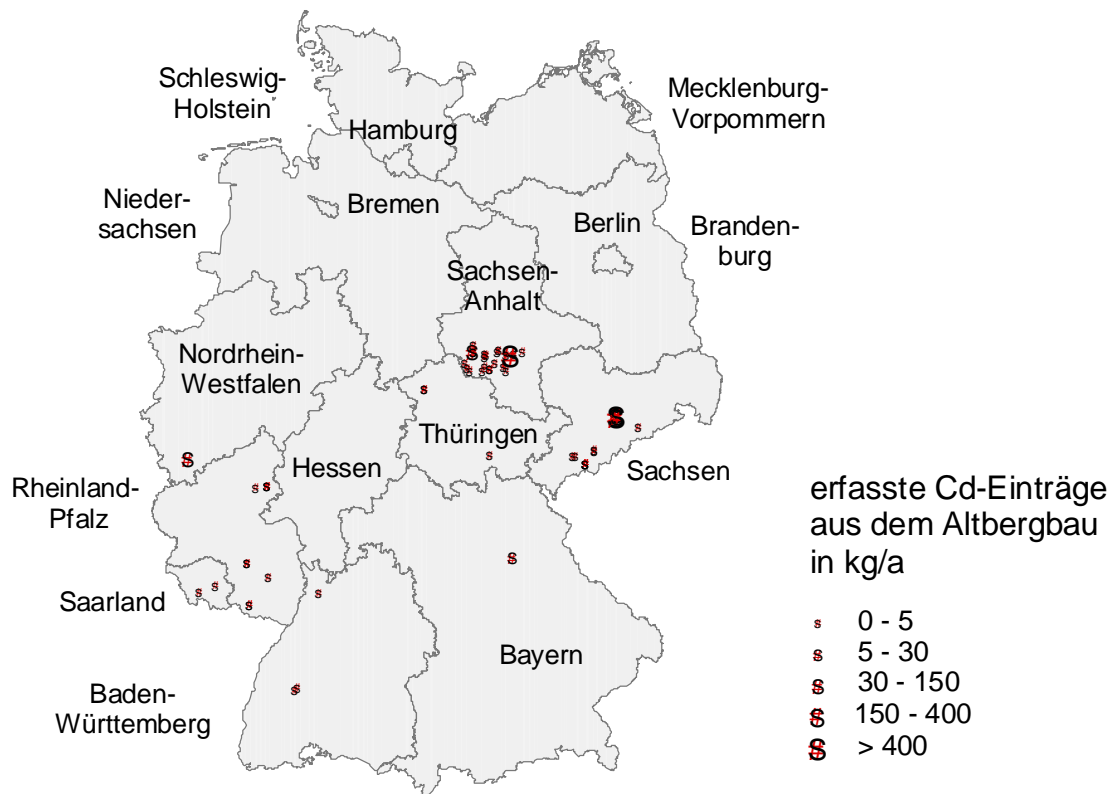 Schleswig-
Holstein
Mecklenburg-
Vorpommern
Hamburg
Nieder-
sachsen
Bremen
Berlin
Branden-
burg
Sachsen-
Anhalt
Nordrhein-
Westfalen
Thüringen
Hessen
Sachsen
Rheinland-
Pfalz
Saarland
Bayern
Baden-
Württemberg
erfasste Cd-Einträge
aus dem Altbergbau
in kg/a
0 - 5
5 - 30
30 - 150
150 - 400
> 400